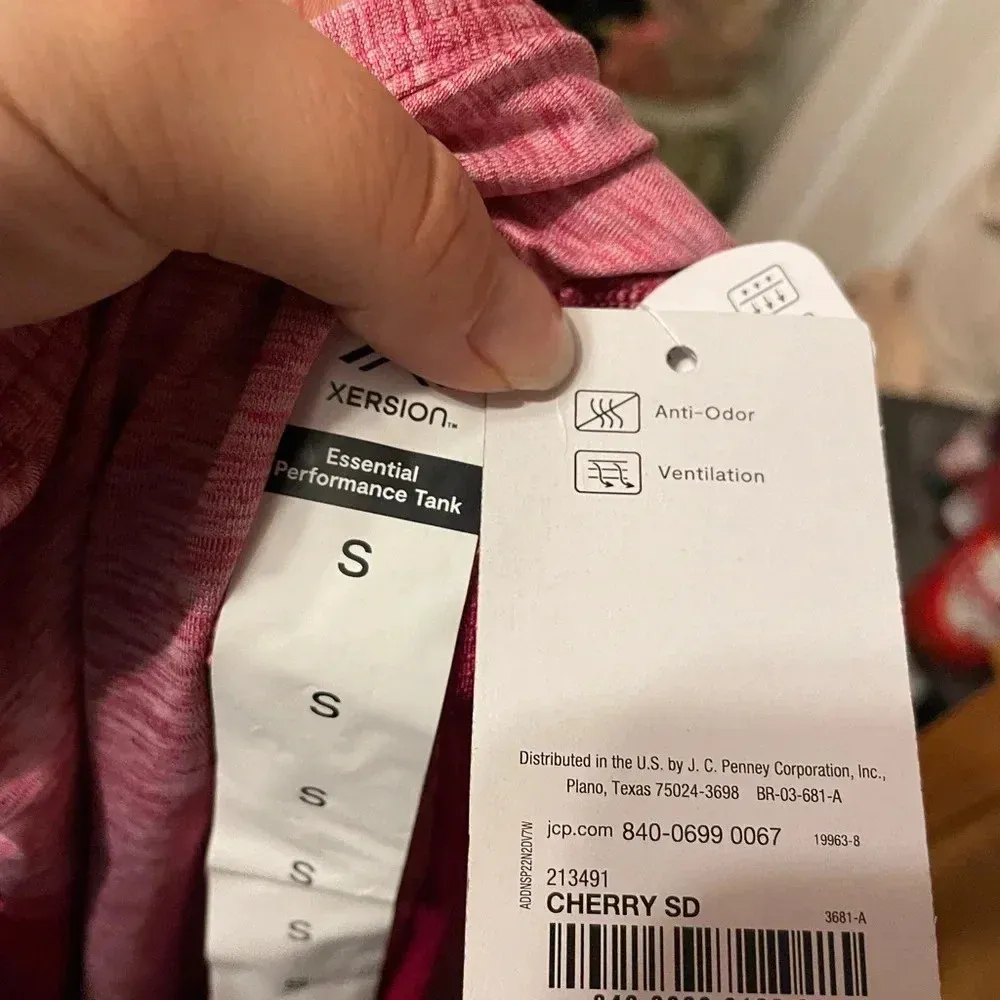 XERSION™
Essential
Performance Tank
S
S
S
S
S
Anti-Odor
Ventilation
Distributed in the U.S. by J. C. Penney Corporation, Inc.,
Plano, Texas 75024-3698 BR-03-681-A
jcp.com 840-0699 0067 19963-8
ADDNSP22N2DV7W
213491
CHERRY SD
3681-A